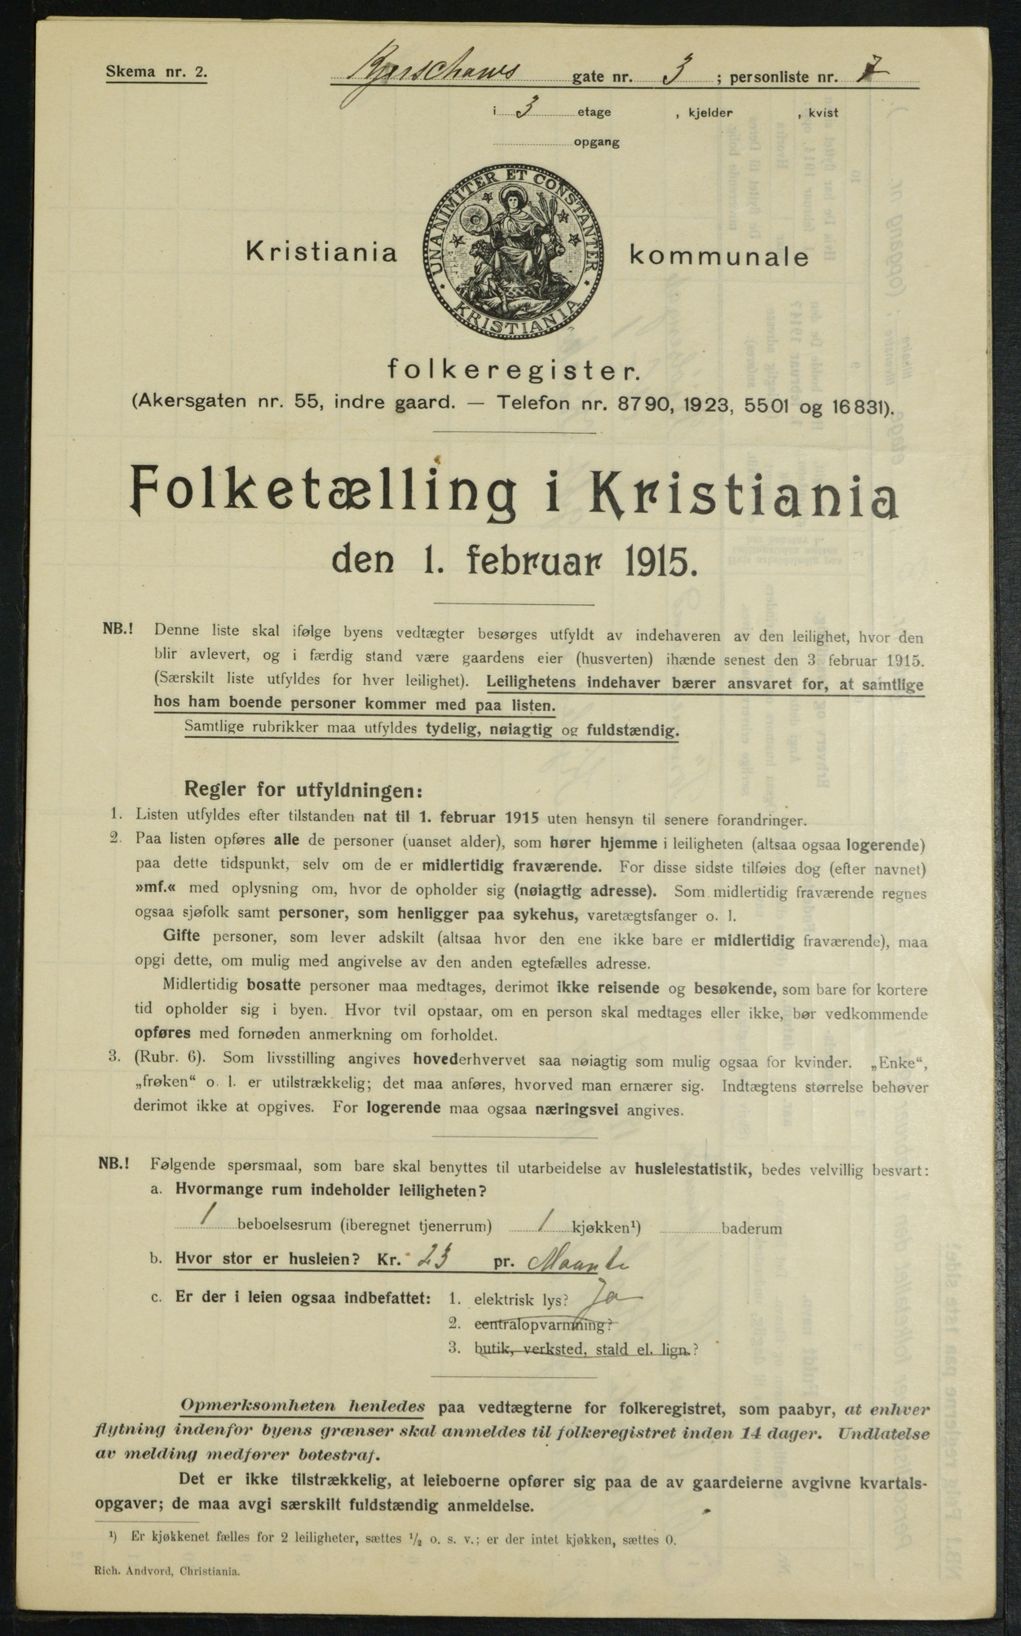 Skema nr. 2.
Kjerschows gate nr. 3 ; personliste nr. 7
i 3 etage , kjelder , kvist
opgang
UNANIMITER ET CONSTANTER
KRISTIANIA
Kristiania kommunale
folkeregister.
(Akersgaten nr. 55, indre gaard. — Telefon nr. 8790, 1923, 5501 og 16831).
Folketælling i Kristiania
den 1. februar 1915.
NB.! Denne liste skal ifølge byens vedtægter besørges utfyldt av indehaveren av den leilighet, hvor den
blir avlevert, og i færdig stand være gaardens eier (husverten) ihænde senest den 3 februar 1915.
(Særskilt liste utfyldes for hver leilighet). Leilighetens indehaver bærer ansvaret for, at samtlige
hos ham boende personer kommer med paa listen.
Samtlige rubrikker maa utfyldes tydelig, nøiagtig og fuldstændig.
Regler for utfyldningen:
1. Listen utfyldes efter tilstanden nat til 1. februar 1915 uten hensyn til senere forandringer.
2. Paa listen opføres alle de personer (uanset alder), som hører hjemme i leiligheten (altsaa ogsaa logerende)
paa dette tidspunkt, selv om de er midlertidig fraværende. For disse sidste tilføies dog (efter navnet)
»mf.« med oplysning om, hvor de opholder sig (nøiagtig adresse). Som midlertidig fraværende regnes
ogsaa sjøfolk samt personer, som henligger paa sykehus, varetægtsfanger o. l.
Gifte personer, som lever adskilt (altsaa hvor den ene ikke bare er midlertidig fraværende), maa
opgi dette, om mulig med angivelse av den anden egtefælles adresse.
Midlertidig bosatte personer maa medtages, derimot ikke reisende og besøkende, som bare for kortere
tid opholder sig i byen. Hvor tvil opstaar, om en person skal medtages eller ikke, bør vedkommende
opføres med fornøden anmerkning om forholdet.
3. (Rubr. 6). Som livsstilling angives hovederhvervet saa nøiagtig som mulig ogsaa for kvinder. „Enke“,
„frøken“ o. l. er utilstrækkelig; det maa anføres, hvorved man ernærer sig. Indtægtens størrelse behøver
derimot ikke at opgives. For logerende maa ogsaa næringsvei angives.
NB.! Følgende spørsmaal, som bare skal benyttes til utarbeidelse av husleiestatistik, bedes velvillig besvart:
a. Hvormange rum indeholder leiligheten?
1 beboelsesrum (iberegnet tjenerrum) 1 kjøkken¹) baderum
b. Hvor stor er husleien? Kr. 23 pr. Maante
c. Er der i leien ogsaa indbefattet: 1. elektrisk lys? Ja
2. centralopvarmning?
3. butik, verksted, stald el. lign.?
Opmerksomheten henledes paa vedtægterne for folkeregistret, som paabyr, at enhver
flytning indenfor byens grænser skal anmeldes til folkeregistret inden 14 dager. Undlatelse
av melding medfører botestraf.
Det er ikke tilstrækkelig, at leieboerne opfører sig paa de av gaardeierne avgivne kvartals-
opgaver; de maa avgi særskilt fuldstændig anmeldelse.
¹) Er kjøkkenet fælles for 2 leiligheter, sættes ½ o. s. v.; er der intet kjøkken, sættes 0.
Rich. Andvord, Christiania.